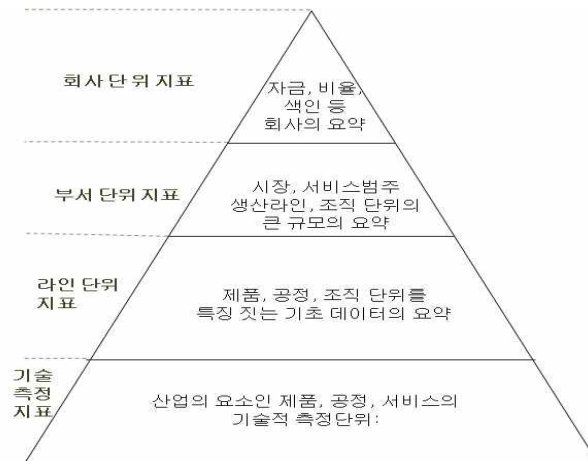 회사 단위 지표
자금, 비율,
색인 등
회사의 요약
부서 단위 지표
시장, 서비스범주
생산라인, 조직 단위의
큰 규모의 요약
라인 단위
지표
제품, 공정, 조직 단위를
특징 짓는 기초 데이터의 요약
기술
측정
지표
산업의 요소인 제품, 공정, 서비스의
기술적 측정단위: